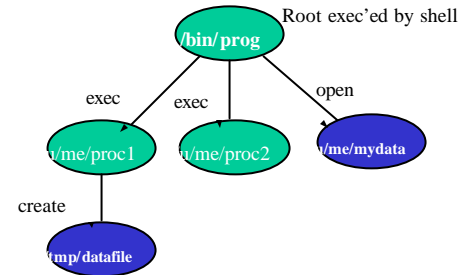 Root exec’ed by shell
/bin/prog
exec
exec
open
u/me/proc1
u/me/proc2
u/me/mydata
create
tmp/datafile